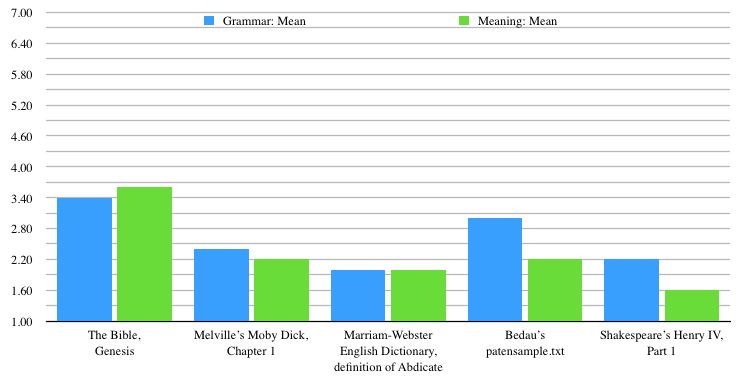 7.00
Grammar: Mean
Meaning: Mean
6.40
5.80
5.20
4.60
4.00
3.40
2.80
2.20
1.60
1.00
The Bible,
Genesis
Melville's Moby Dick,
Chapter 1
Marriam-Webster
English Dictionary,
definition of Abdicate
Bedau's
patensample.txt
Shakespeare's Henry IV,
Part 1